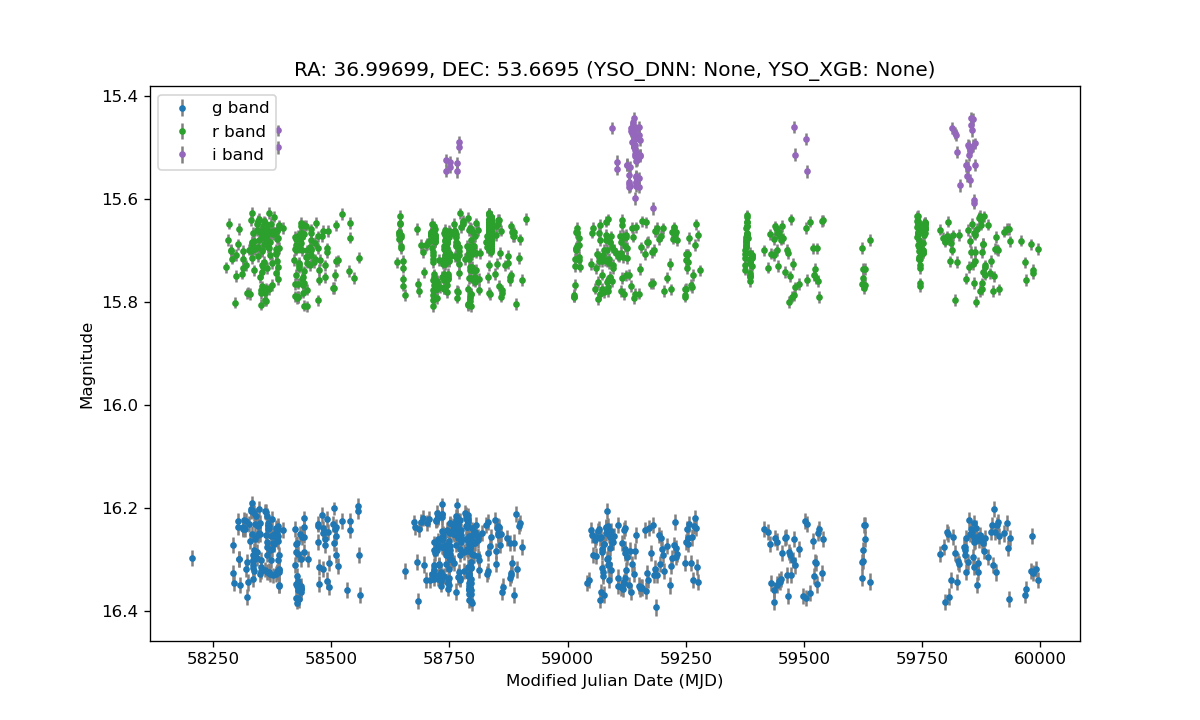 RA: 36.99699, DEC: 53.6695 (YSO_DNN: None, YSO_XGB: None)
g band
r band
i band
15.4
15.6
15.8
16.0
16.2
16.4
Magnitude
58250 58500 58750 59000 59250 59500 59750 60000
Modified Julian Date (MJD)